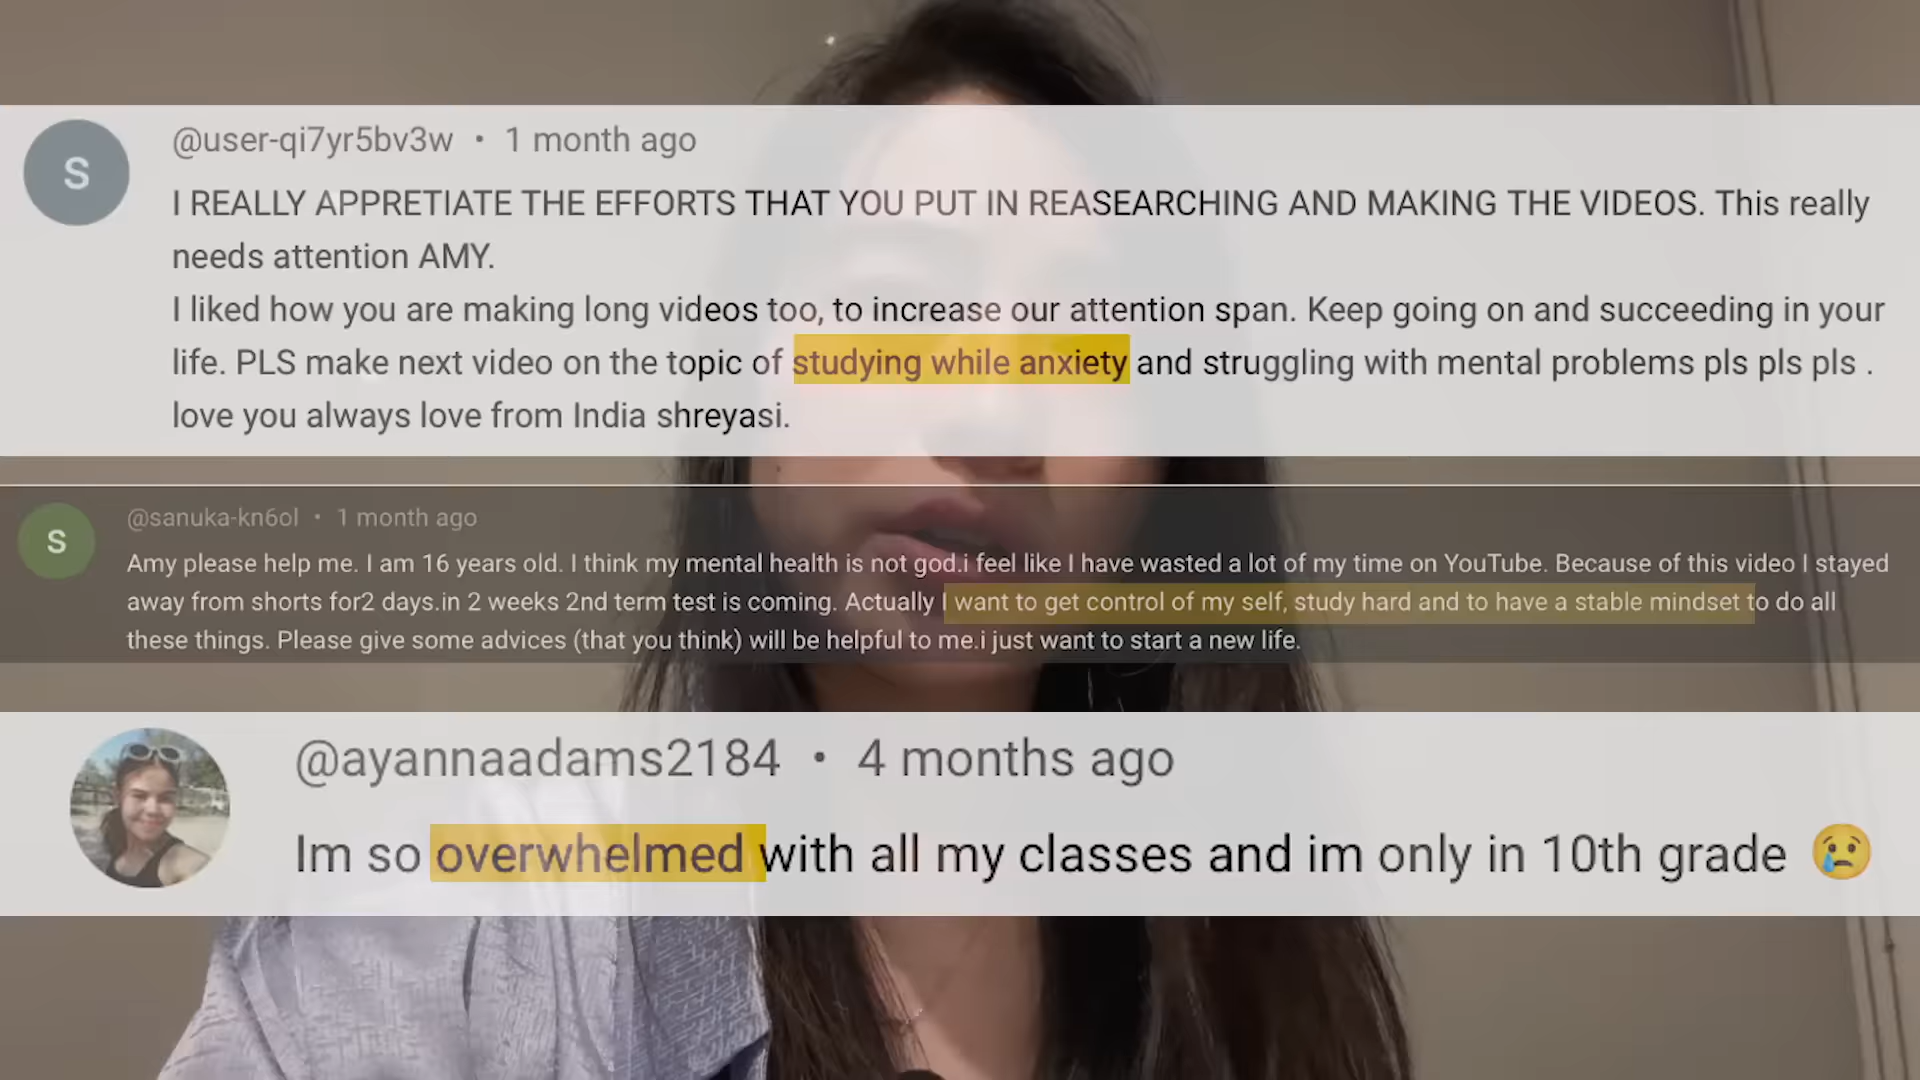 S
@user-qi7yr5bv3w • 1 month ago
I REALLY APPRETIATE THE EFFORTS THAT YOU PUT IN REASEARCHING AND MAKING THE VIDEOS. This really
needs attention AMY.
I liked how you are making long videos too, to increase our attention span. Keep going on and succeeding in your
life. PLS make next video on the topic of studying while anxiety and struggling with mental problems pls pls pls .
love you always love from India shreyasi.
S
@sanuka-kn6ol • 1 month ago
Amy please help me. I am 16 years old. I think my mental health is not god.i feel like I have wasted a lot of my time on YouTube. Because of this video I stayed
away from shorts for2 days.in 2 weeks 2nd term test is coming. Actually I want to get control of my self, study hard and to have a stable mindset to do all
these things. Please give some advices (that you think) will be helpful to me.i just want to start a new life.
@ayannaadams2184 • 4 months ago
Im so overwhelmed with all my classes and im only in 10th grade 😢